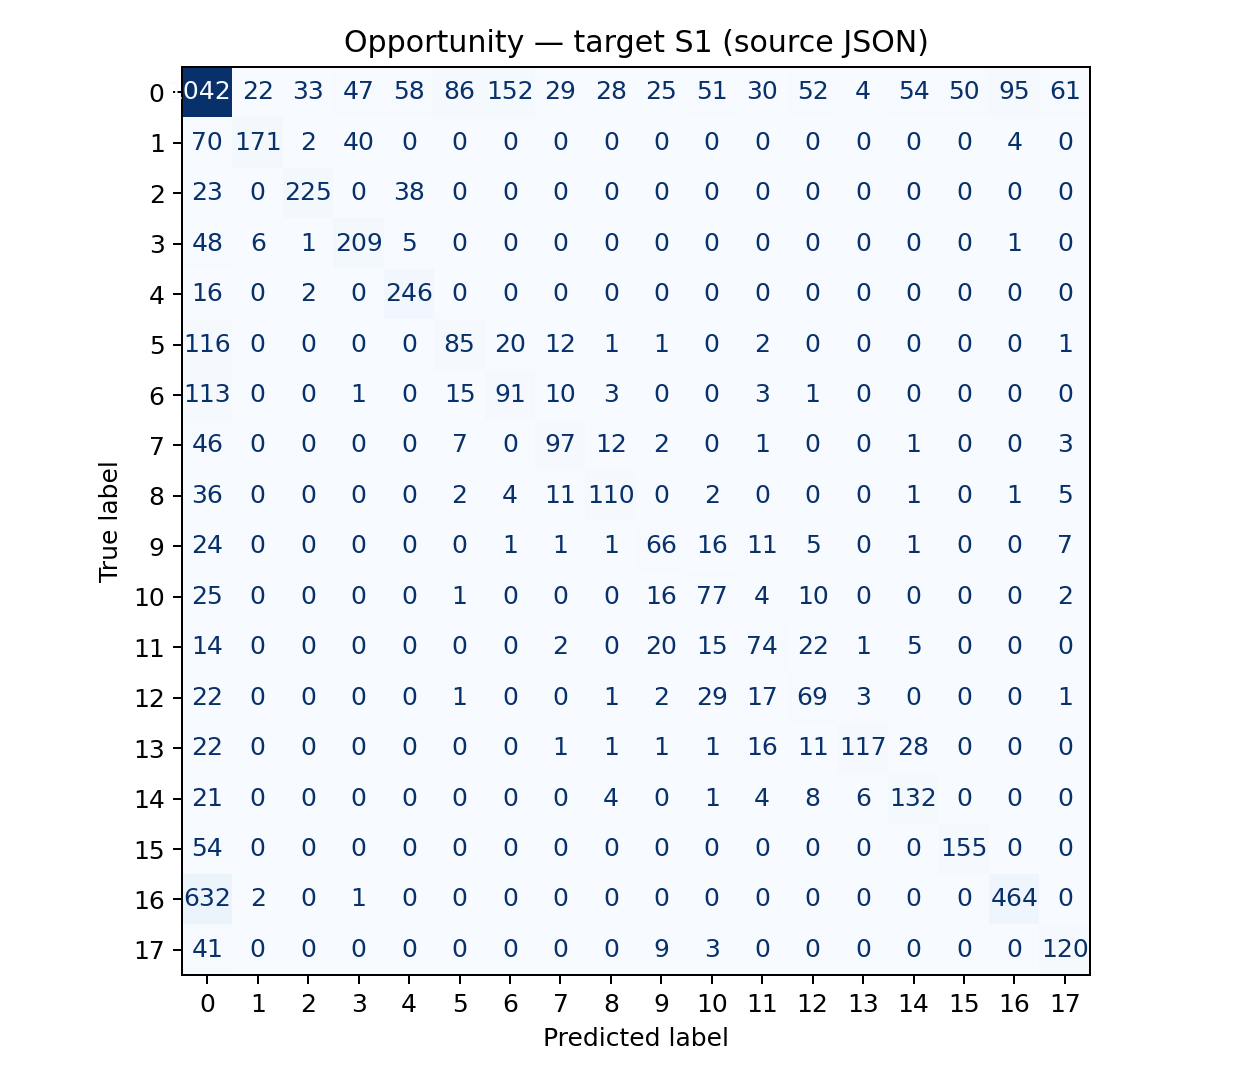 Opportunity — target S1 (source JSON)
0 042 22 33 47 58 86 152 29 28 25 51 30 52 4 54 50 95 61
1 70 171 2 40 0 0 0 0 0 0 0 0 0 0 0 0 4 0
2 23 0 225 0 38 0 0 0 0 0 0 0 0 0 0 0 0 0
3 48 6 1 209 5 0 0 0 0 0 0 0 0 0 0 0 1 0
4 16 0 2 0 246 0 0 0 0 0 0 0 0 0 0 0 0 0
5 116 0 0 0 0 85 20 12 1 1 0 2 0 0 0 0 0 1
6 113 0 0 1 0 15 91 10 3 0 0 3 1 0 0 0 0 0
7 46 0 0 0 0 7 0 97 12 2 0 1 0 0 1 0 0 3
8 36 0 0 0 0 2 4 11 110 0 2 0 0 0 1 0 1 5
9 24 0 0 0 0 0 1 1 1 66 16 11 5 0 1 0 0 7
10 25 0 0 0 0 1 0 0 0 16 77 4 10 0 0 0 0 2
11 14 0 0 0 0 0 0 2 0 20 15 74 22 1 5 0 0 0
12 22 0 0 0 0 1 0 0 1 2 29 17 69 3 0 0 0 1
13 22 0 0 0 0 0 0 1 1 1 1 16 11 117 28 0 0 0
14 21 0 0 0 0 0 0 0 4 0 1 4 8 6 132 0 0 0
15 54 0 0 0 0 0 0 0 0 0 0 0 0 0 0 155 0 0
16 632 2 0 1 0 0 0 0 0 0 0 0 0 0 0 0 464 0
17 41 0 0 0 0 0 0 0 0 9 3 0 0 0 0 0 0 120
0 1 2 3 4 5 6 7 8 9 10 11 12 13 14 15 16 17
Predicted label
True label